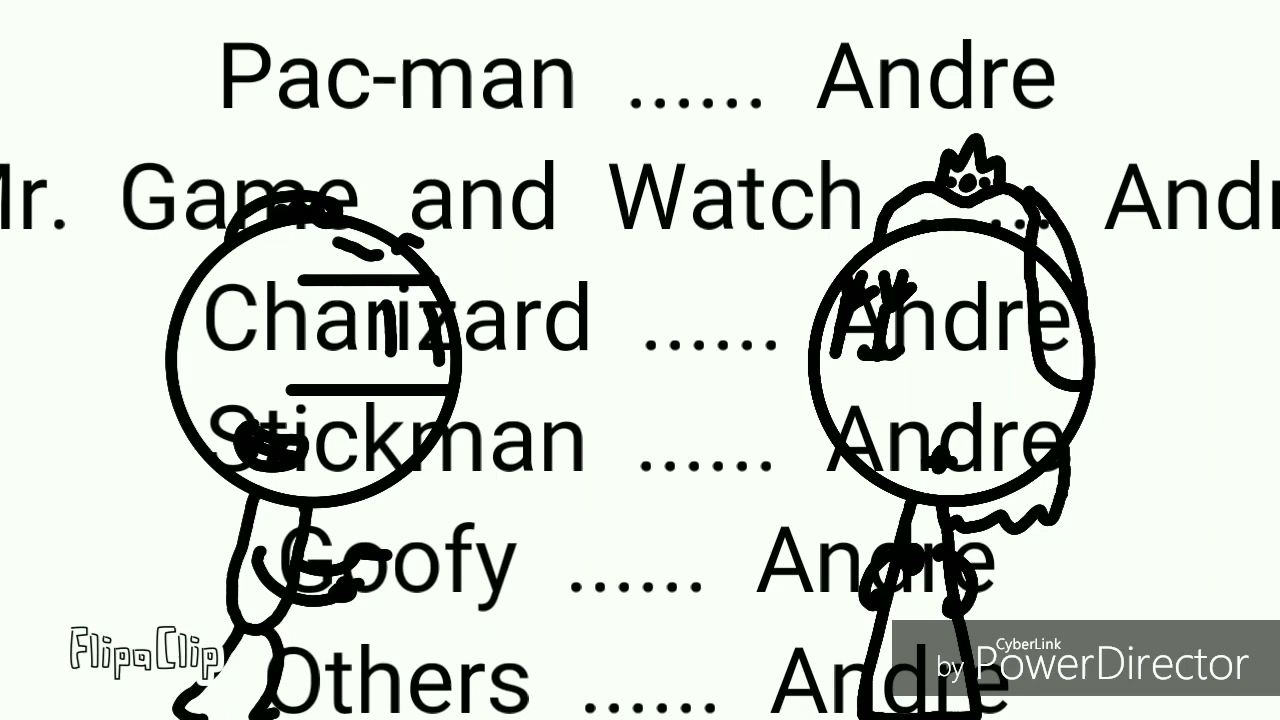 Pac-man ...... Andre
Mr. Game and Watch ...... Andre
Charizard ...... Andre
Stickman ...... Andre
Goofy ...... Andre
Others ...... Andre
FlipaClip
CyberLink
by PowerDirector